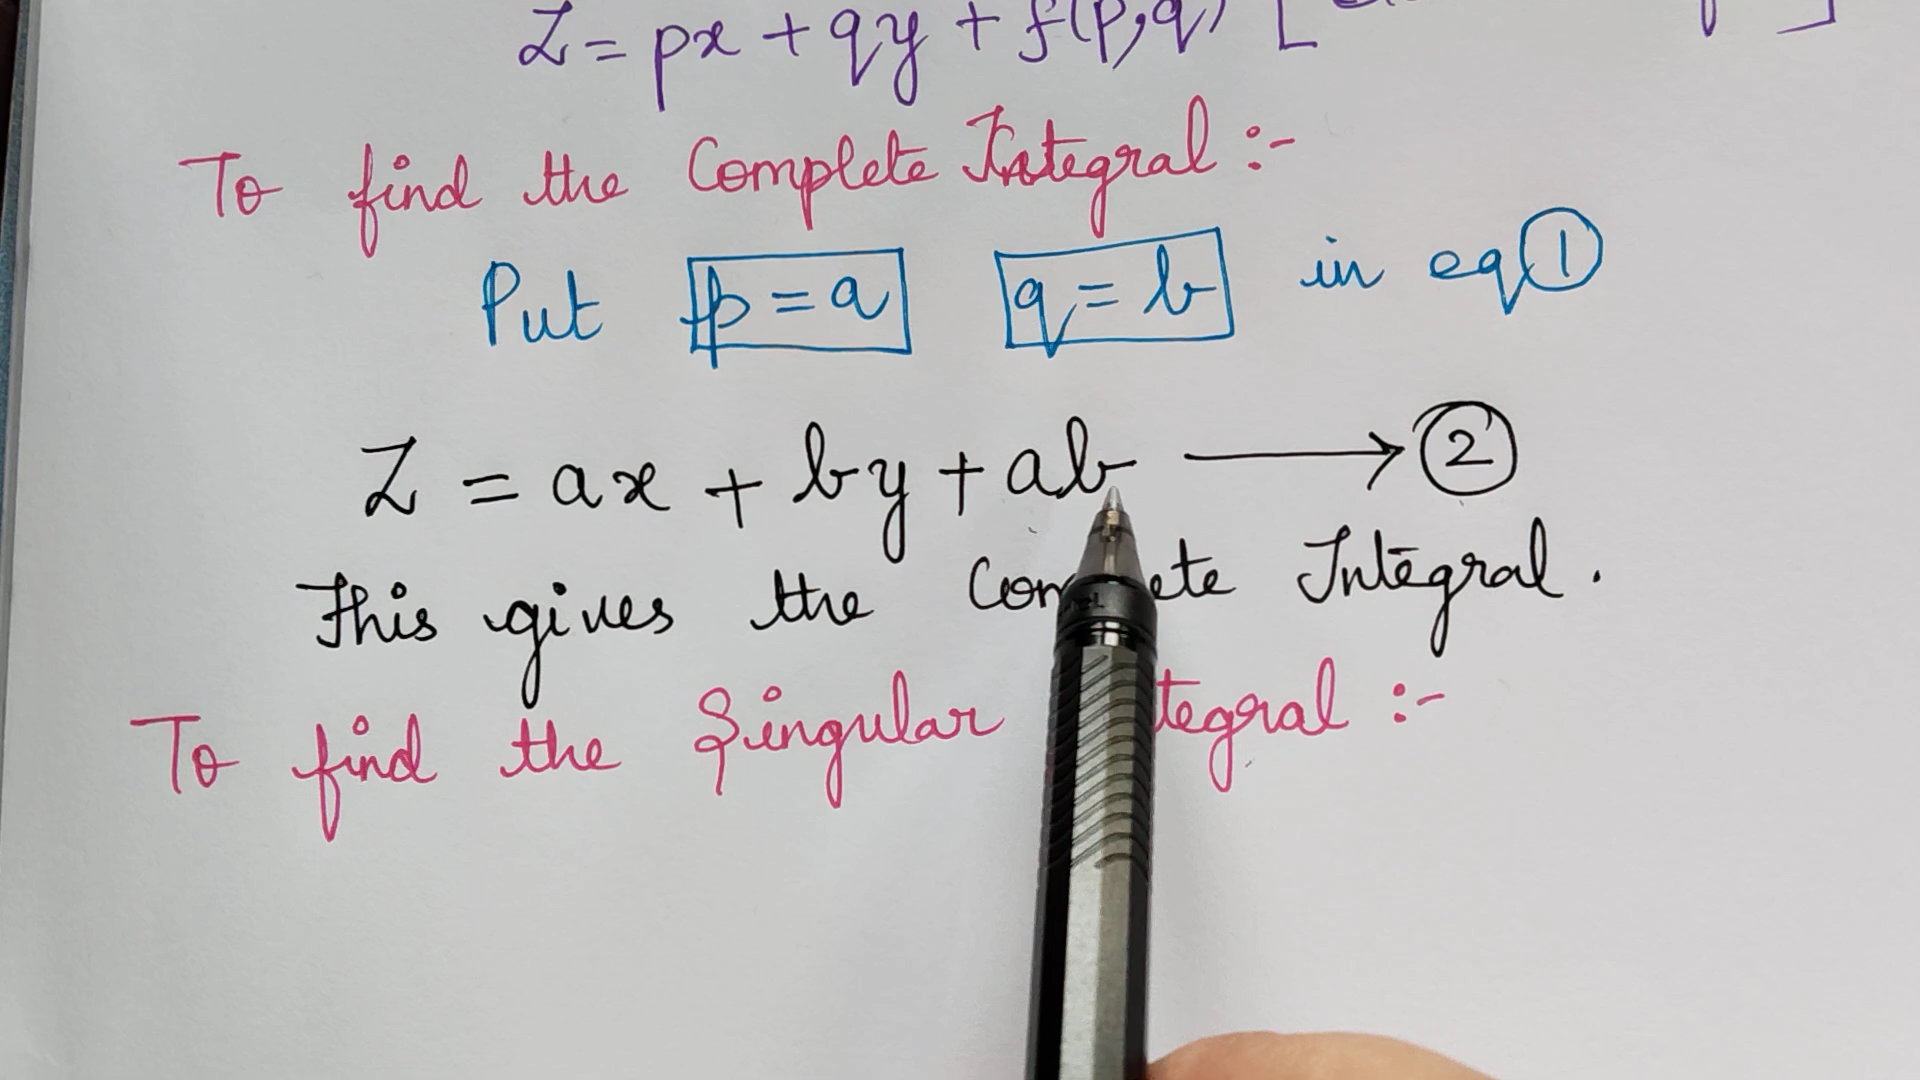 Z = px + qy + f(p,q) [
To find the Complete Integral :-
Put p = a q = b in eq ①
Z = ax + by + ab ⟶ ②
This gives the Integral .
To find the Singular :-